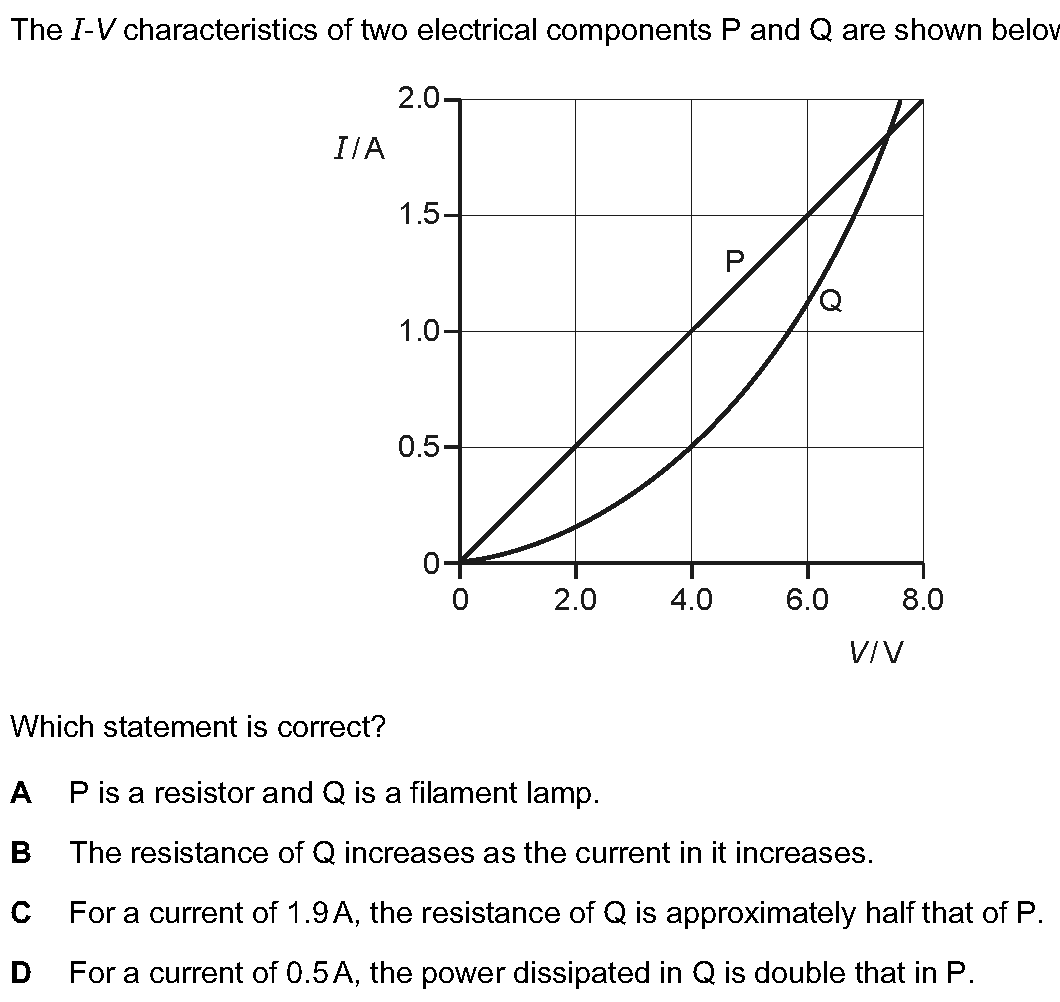 The I-V characteristics of two electrical components P and Q are shown below
2.0
I/A
1.5
P
Q
1.0
0.5
0
0 2.0 4.0 6.0 8.0
V/V
Which statement is correct?
A P is a resistor and Q is a filament lamp.
B The resistance of Q increases as the current in it increases.
C For a current of 1.9A, the resistance of Q is approximately half that of P.
D For a current of 0.5A, the power dissipated in Q is double that in P.